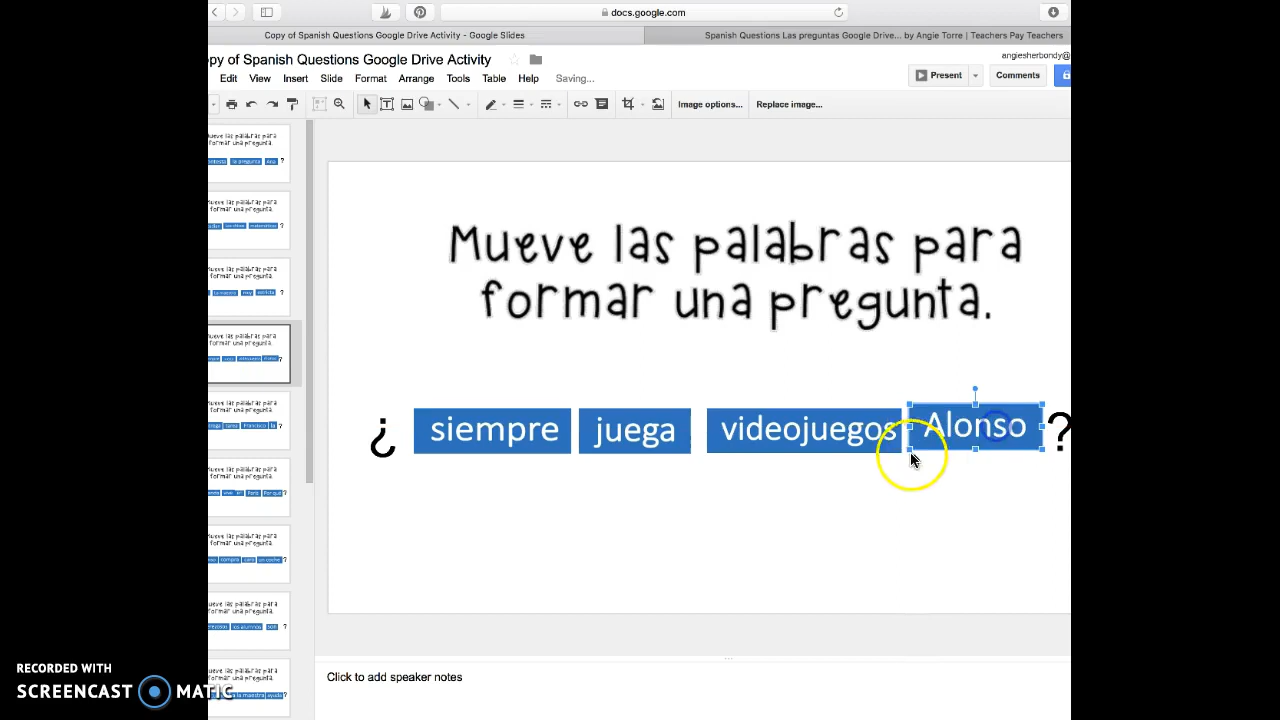 docs.google.com
Copy of Spanish Questions Google Drive Activity - Google Slides
Spanish Questions Las preguntas Google Drive... by Angie Torre | Teachers Pay Teachers
opy of Spanish Questions Google Drive Activity
angiesherbondy@
Edit View Insert Slide Format Arrange Tools Table Help Saving...
Present Comments
Image options... Replace image...
Mueve las palabras para
formar una pregunta.
¿ siempre juega videojuegos Alonso ?
Click to add speaker notes
RECORDED WITH
SCREENCAST MATIC